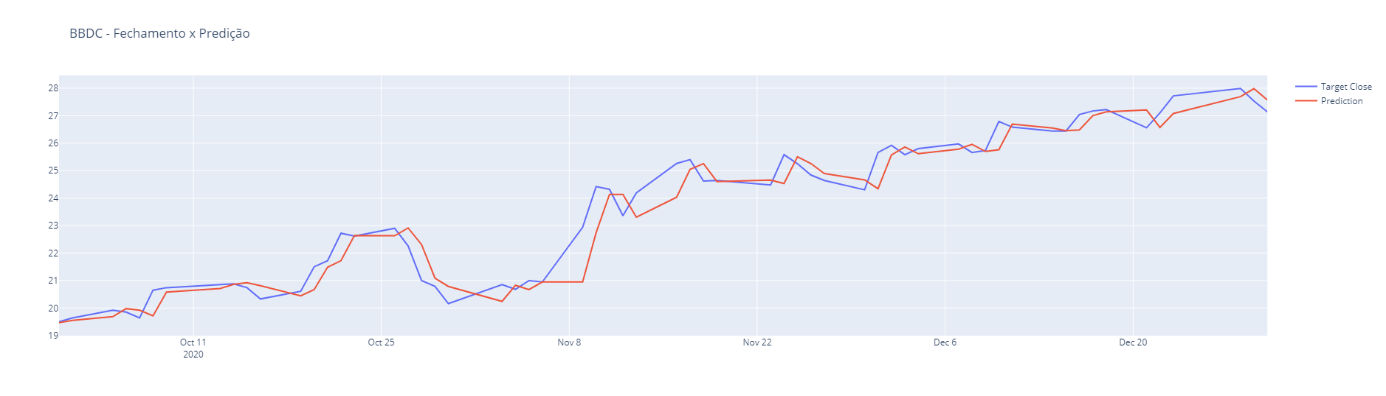 BBDC - Fechamento x Predição
Target Close
Prediction
28
27
26
25
24
23
22
21
20
19
Oct 11
2020
Oct 25
Nov 8
Nov 22
Dec 6
Dec 20